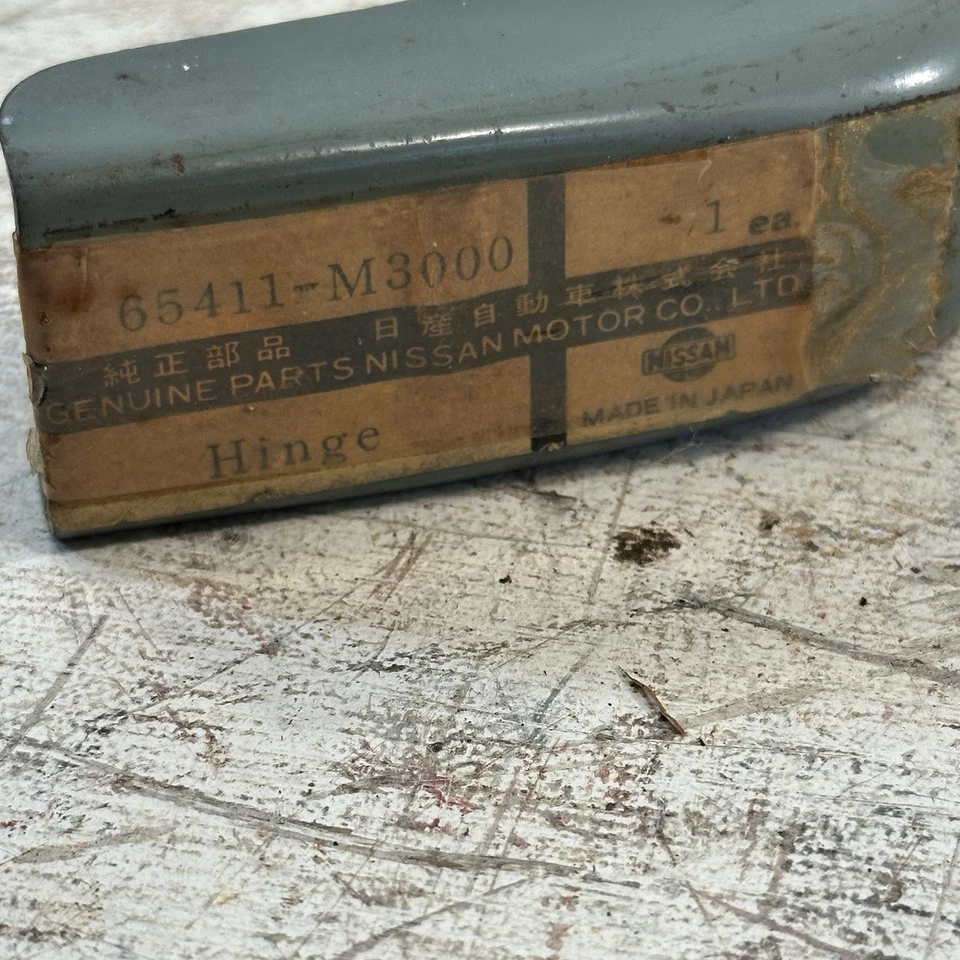 65411-M3000
1 ea.
純正部品 日産自動車株式会社
GENUINE PARTS NISSAN MOTOR CO., LTD.
Hinge
NISSAN
MADE IN JAPAN